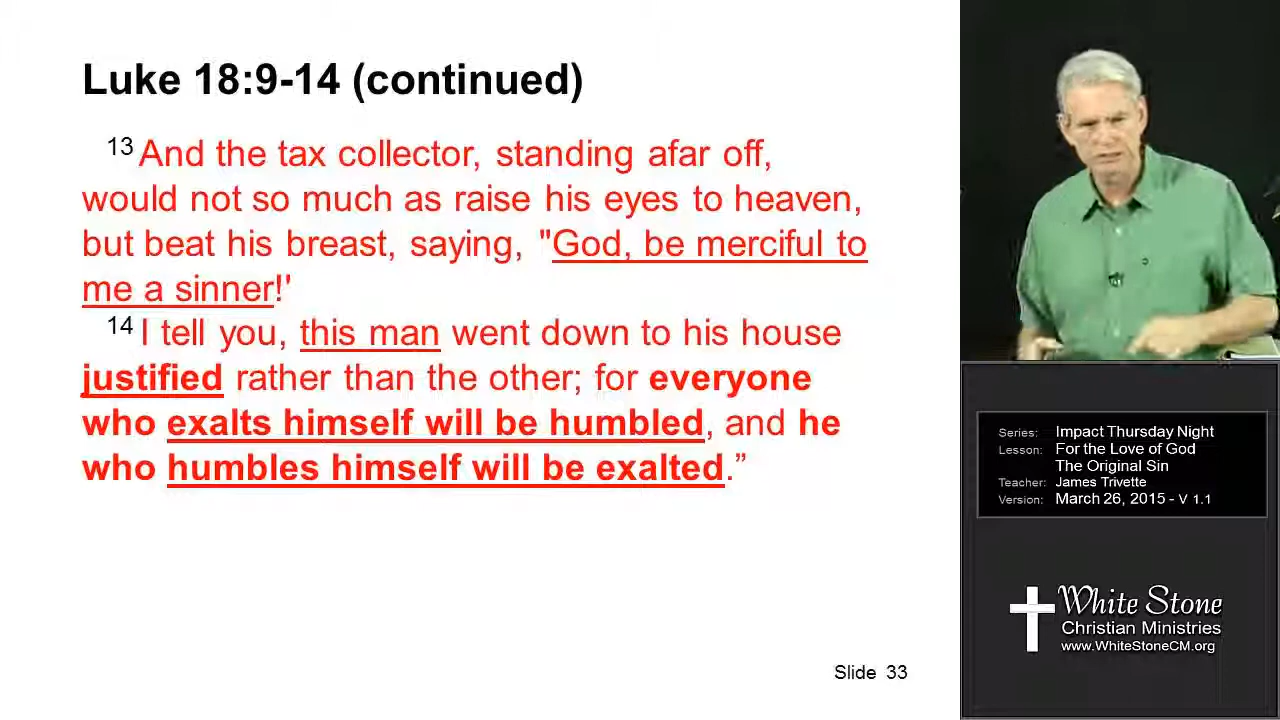 Luke 18:9-14 (continued)
13 And the tax collector, standing afar off,
would not so much as raise his eyes to heaven,
but beat his breast, saying, "God, be merciful to
me a sinner!'
14 I tell you, this man went down to his house
justified rather than the other; for everyone
who exalts himself will be humbled, and he
who humbles himself will be exalted.”
Slide 33
Series: Impact Thursday Night
Lesson: For the Love of God
The Original Sin
Teacher: James Trivette
Version: March 26, 2015 - V 1.1
White Stone
Christian Ministries
www.WhiteStoneCM.org